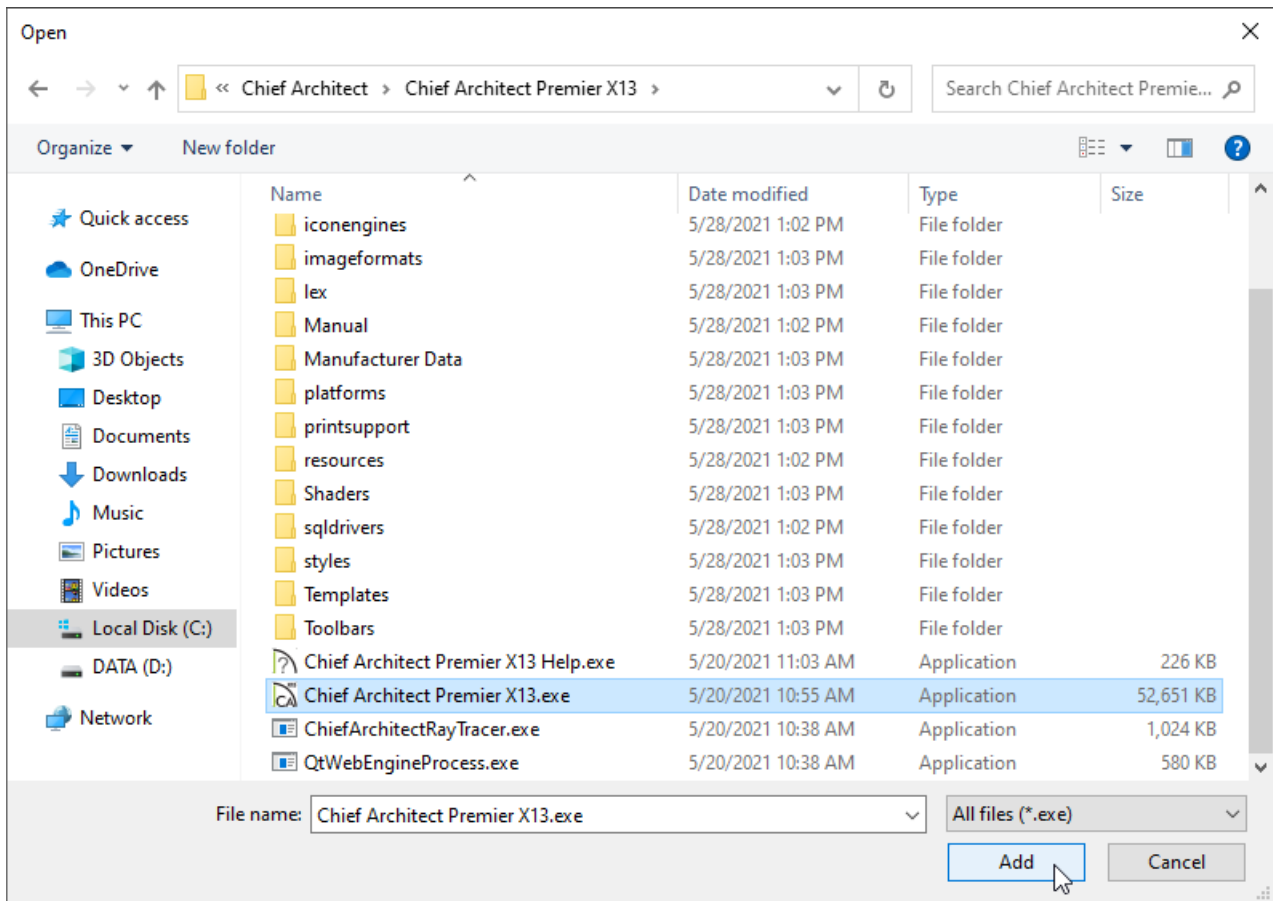 Open
« Chief Architect > Chief Architect Premier X13 > Search Chief Architect Premie...
Organize New folder ?
Name Date modified Type Size
Quick access
OneDrive
This PC
3D Objects
Desktop
Documents
Downloads
Music
Pictures
Videos
Local Disk (C:)
DATA (D:)
Network
iconengines 5/28/2021 1:02 PM File folder
imageformats 5/28/2021 1:03 PM File folder
lex 5/28/2021 1:03 PM File folder
Manual 5/28/2021 1:02 PM File folder
Manufacturer Data 5/28/2021 1:03 PM File folder
platforms 5/28/2021 1:03 PM File folder
printsupport 5/28/2021 1:03 PM File folder
resources 5/28/2021 1:02 PM File folder
Shaders 5/28/2021 1:03 PM File folder
sqldrivers 5/28/2021 1:02 PM File folder
styles 5/28/2021 1:03 PM File folder
Templates 5/28/2021 1:03 PM File folder
Toolbars 5/28/2021 1:03 PM File folder
Chief Architect Premier X13 Help.exe 5/20/2021 11:03 AM Application 226 KB
Chief Architect Premier X13.exe 5/20/2021 10:55 AM Application 52,651 KB
ChiefArchitectRayTracer.exe 5/20/2021 10:38 AM Application 1,024 KB
QtWebEngineProcess.exe 5/20/2021 10:38 AM Application 580 KB
File name: Chief Architect Premier X13.exe All files (*.exe)
Add Cancel